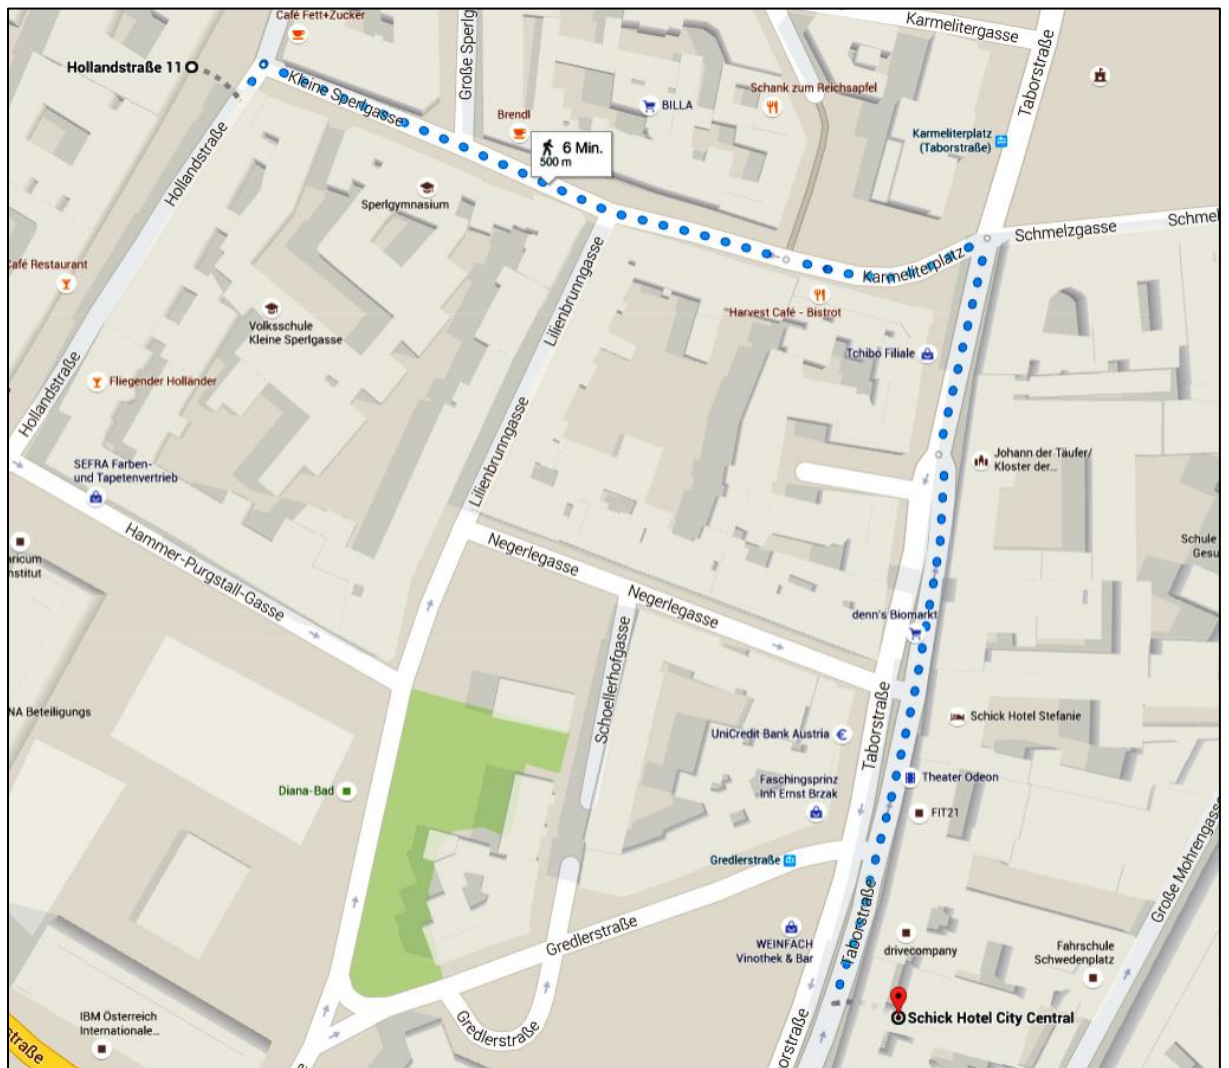 Café Fett+Zucker
Karmelitergasse
Große Sperlg
Taborstraße
Hollandstraße 11
Kleine Sperlgasse
Schank zum Reichsapfel
BILLA
Brendl
Karmeliterplatz
(Taborstraße)
6 Min.
500 m
Hollandstraße
Sperlgymnasium
Schmelzgasse
Schmel
Café Restaurant
Karmeliterplatz
Lilienbrunngasse
Harvest Café - Bistrot
Volksschule
Kleine Sperlgasse
Tchibo Filiale
Fliegender Holländer
Hollandstraße
Lilienbrunngasse
Johann der Täufer/
Kloster der...
SEFRA Farben-
und Tapetenvertrieb
Hammer-Purgstall-Gasse
Negerlegasse
Schule
Gesu
aricum
nstitut
Negerlegasse
denn's Biomarkt
Schoellerhofgasse
NA Beteiligungs
Taborstraße
Schick Hotel Stefanie
UniCredit Bank Austria
Theater Odeon
Faschingsprinz
Inh Ernst Brzak
Diana-Bad
FIT21
Gredlerstraße
Große Mohrengasse
Taborstraße
Gredlerstraße
WEINFACH
Vinothek & Bar
drivecompany
Fahrschule
Schwedenplatz
IBM Österreich
Internationale...
Gredlerstraße
Schick Hotel City Central
straße
orstraße